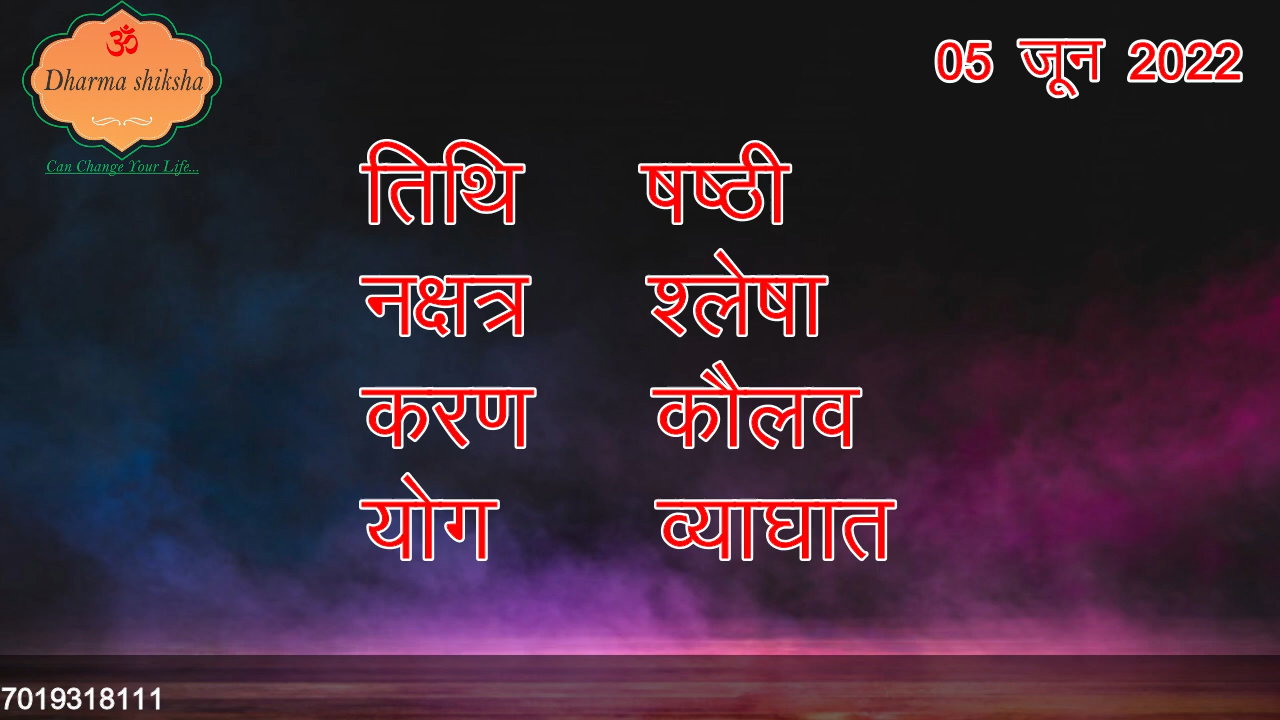 ॐ
Dharma shiksha
Can Change Your Life...
05 जून 2022
तिथि षष्ठी
नक्षत्र श्लेषा
करण कौलव
योग व्याघात
7019318111